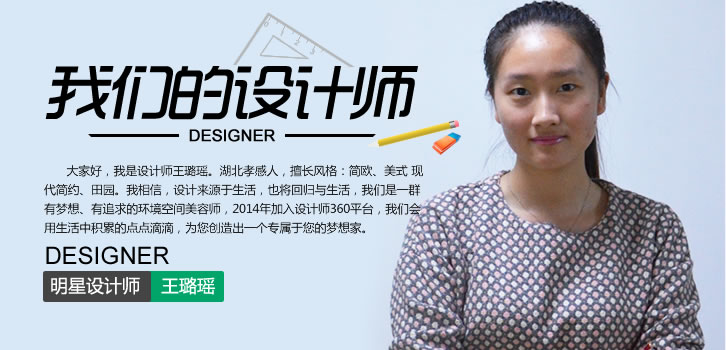 我们的设计师
DESIGNER
大家好，我是设计师王璐瑶。湖北孝感人，擅长风格：简欧、美式 现
代简约、田园。我相信，设计来源于生活，也将回归与生活，我们是一群
有梦想、有追求的环境空间美容师，2014年加入设计师360平台，我们会
用生活中积累的点点滴滴，为您创造出一个专属于您的梦想家。
DESIGNER
明星设计师 王璐瑶